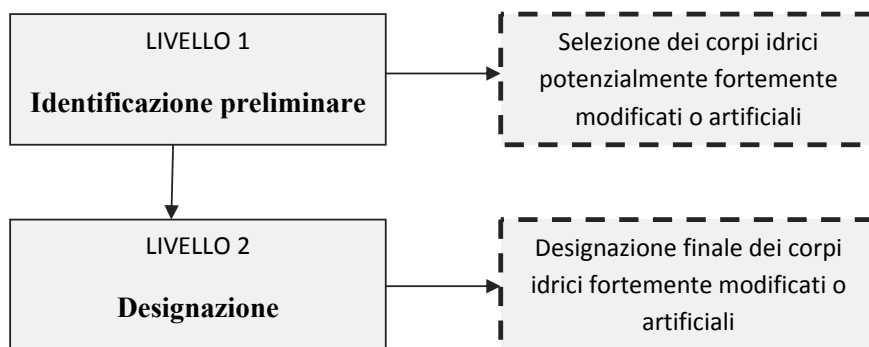 LIVELLO 1
Identificazione preliminare
Selezione dei corpi idrici
potenzialmente fortemente
modificati o artificiali
LIVELLO 2
Designazione
Designazione finale dei corpi
idrici fortemente modificati o
artificiali